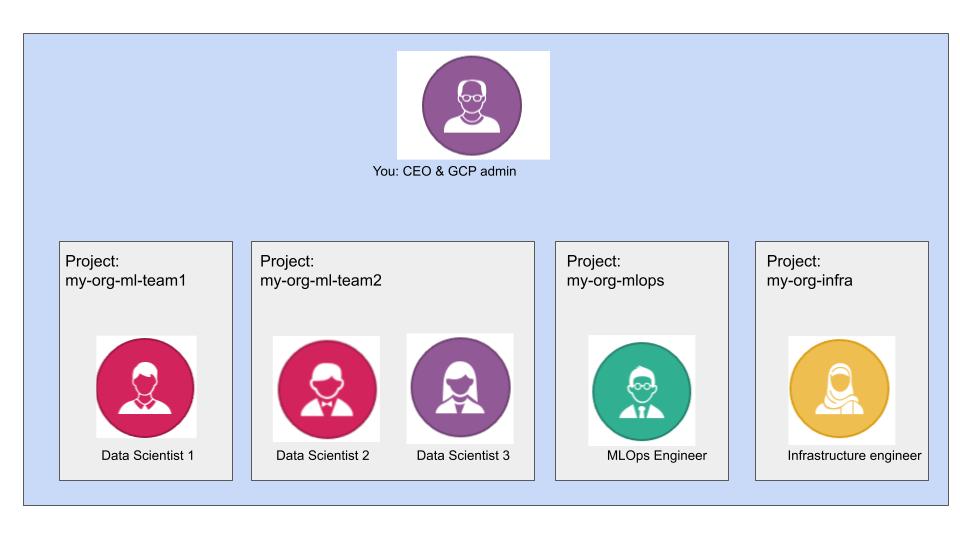 You: CEO & GCP admin
Project:
my-org-ml-team1
Data Scientist 1
Project:
my-org-ml-team2
Data Scientist 2
Data Scientist 3
Project:
my-org-mlops
MLOps Engineer
Project:
my-org-infra
Infrastructure engineer